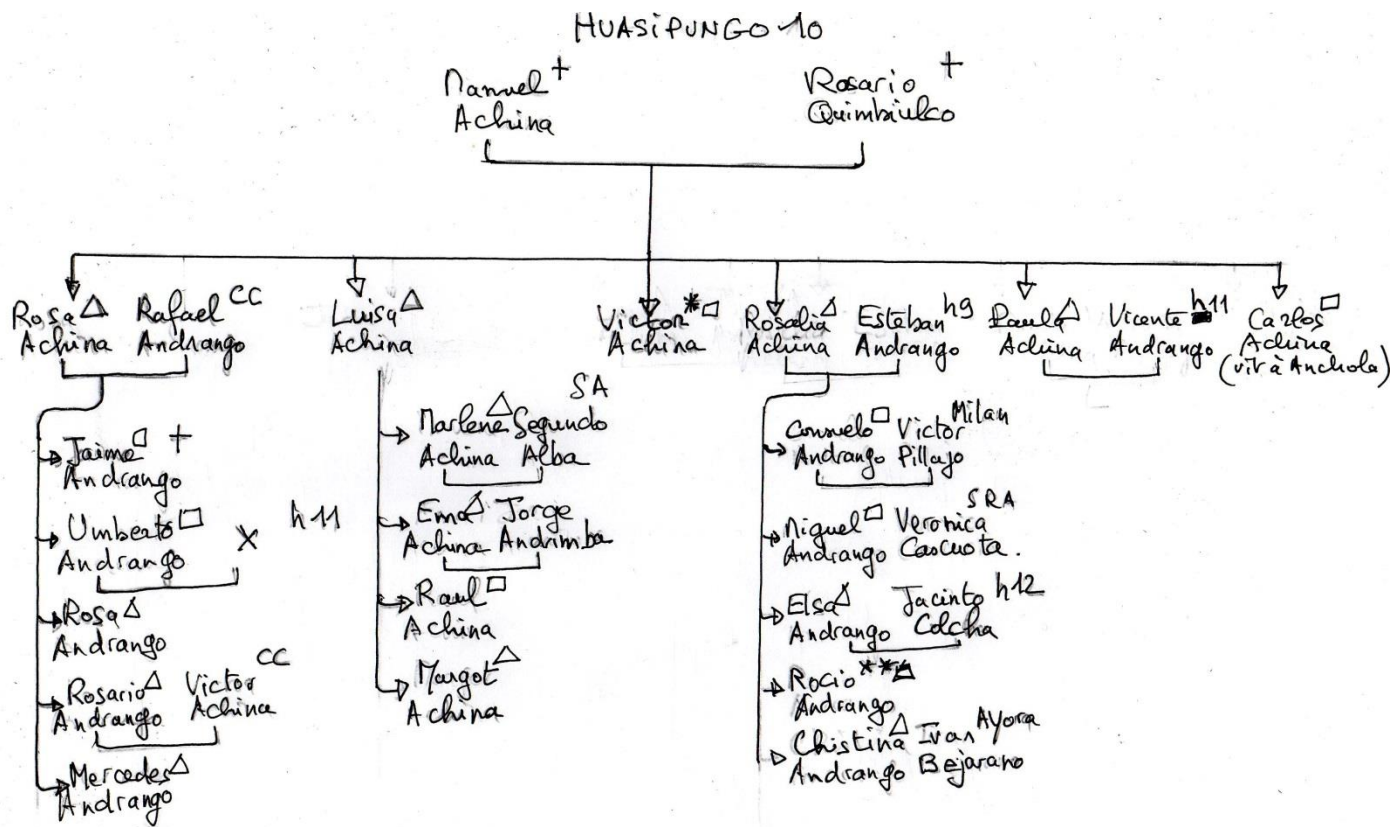 HUASIPUNGO 10
Manuel +
Achina
Rosario +
Quimbiulco
Rosa △ Rafael CC
Achina Andrango
Luisa △
Achina
Victor * □
Achina
Rosalia △ Esteban h9
Achina Andrango
Paula △ Vicente h11
Achina Andrango
Carlos □
Achina
(vit à Anchola)
Jaime □ +
Andrango
Umberto □ X h11
Andrango
Rosa △
Andrango
Rosario △ Victor CC
Andrango Achina
Mercedes △
Andrango
Marlene △ Segundo SA
Achina Alba
Ema △ Jorge
Achina Andrimba
Raul □
Achina
Margot △
Achina
Consuelo □ Victor Milan
Andrango Pillajo
Miguel □ Veronica SRA
Andrango Cascuota.
Elsa △ Jacinto h12
Andrango Colcha
Rocio ** △
Andrango
Chistina △ Ivan Ayora
Andrango Bejarano